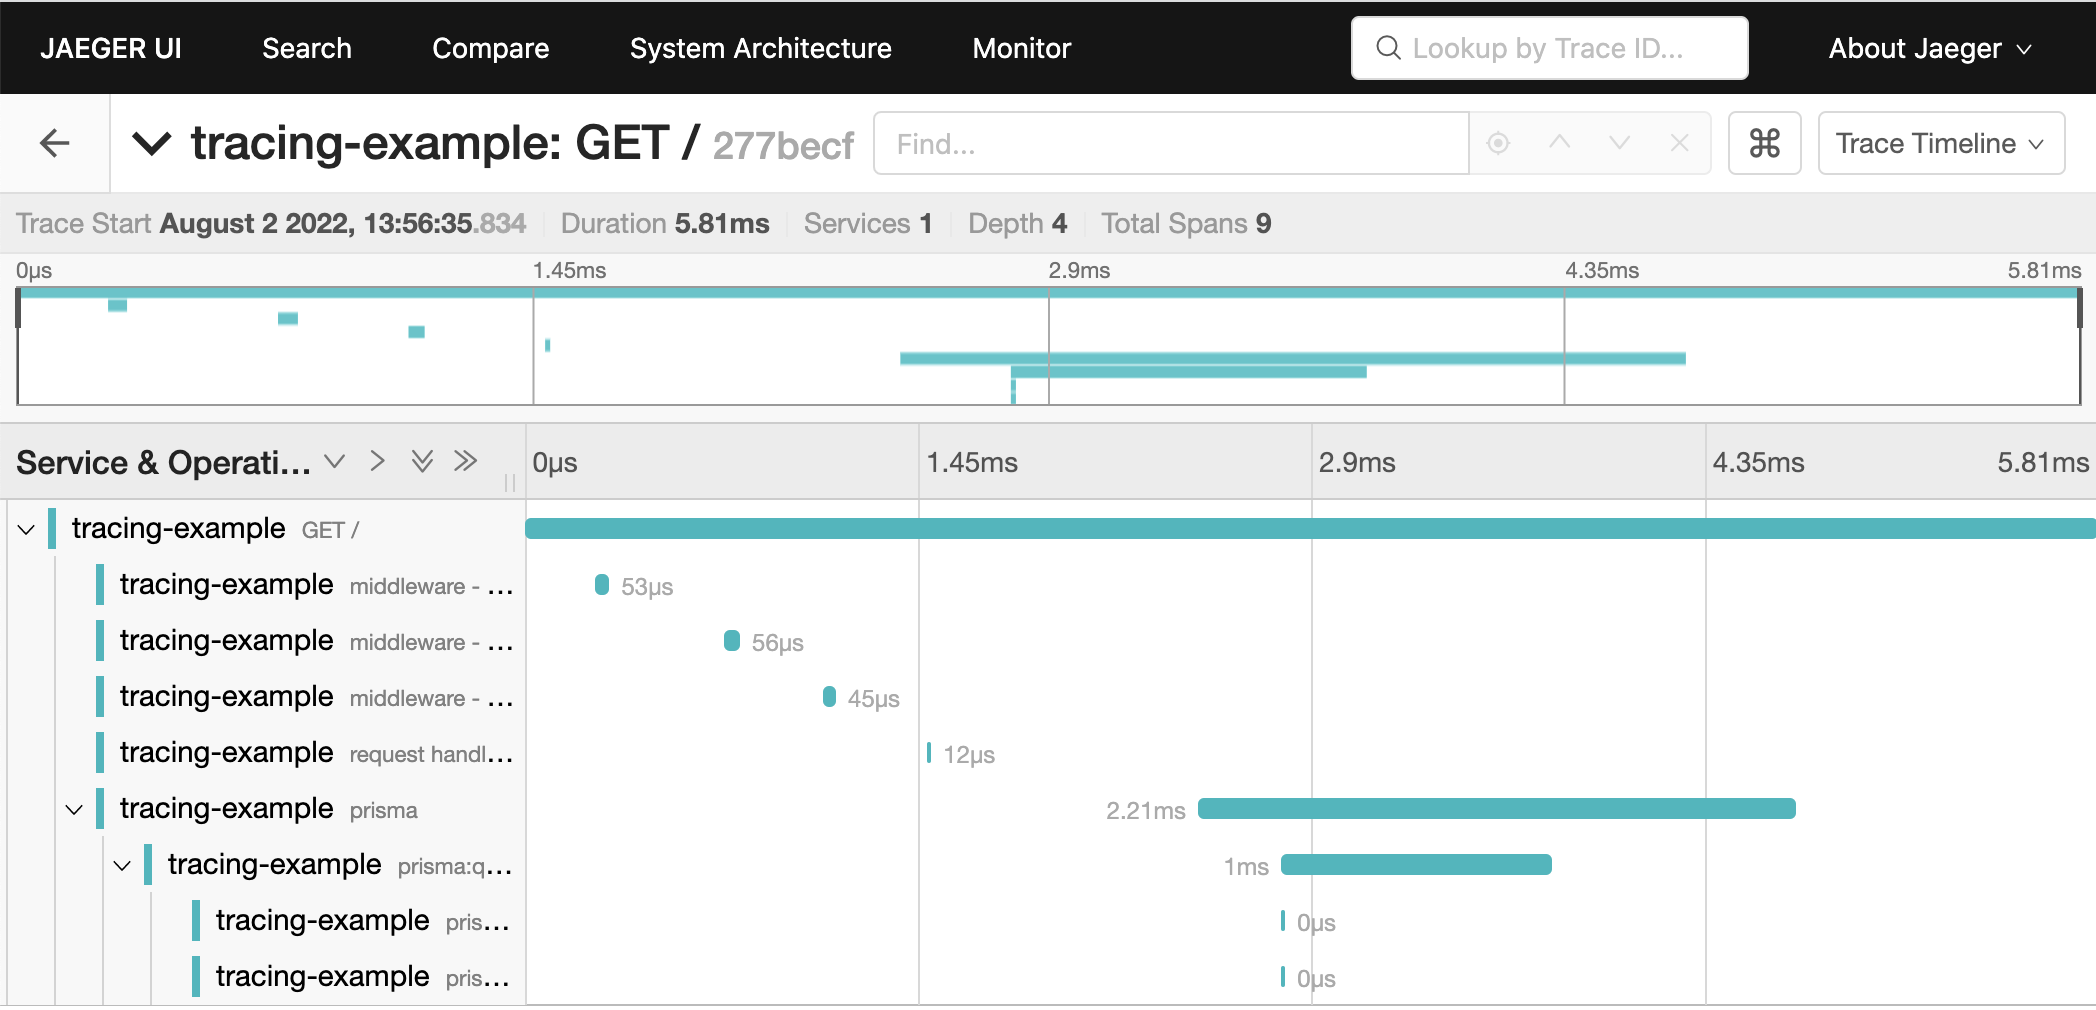 JAEGER UI Search Compare System Architecture Monitor Lookup by Trace ID... About Jaeger
tracing-example: GET / 277becf Find... ⌘ Trace Timeline
Trace Start August 2 2022, 13:56:35.834 Duration 5.81ms Services 1 Depth 4 Total Spans 9
0μs 1.45ms 2.9ms 4.35ms 5.81ms
Service & Operati... 0μs 1.45ms 2.9ms 4.35ms 5.81ms
tracing-example GET /
tracing-example middleware - ... 53μs
tracing-example middleware - ... 56μs
tracing-example middleware - ... 45μs
tracing-example request handl... 12μs
tracing-example prisma 2.21ms
tracing-example prisma:q... 1ms
tracing-example pris... 0μs
tracing-example pris... 0μs